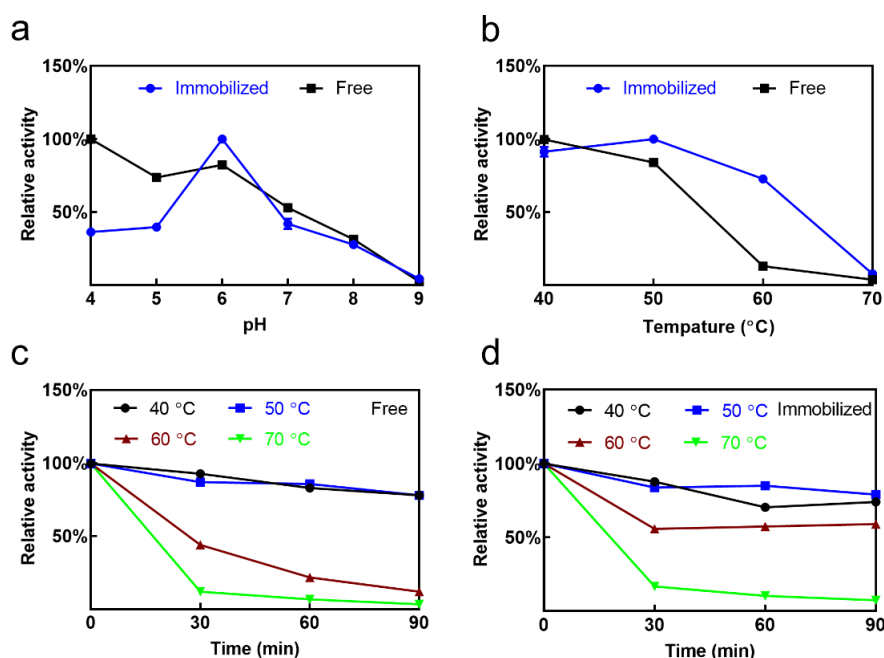 a
150%
Immobilized
Free
100%
50%
Relative activity
4 5 6 7 8 9
pH
b
150%
Immobilized
Free
100%
50%
Relative activity
40 50 60 70
Tempature (°C)
c
150%
40 °C 50 °C Free
60 °C 70 °C
100%
50%
Relative activity
0 30 60 90
Time (min)
d
150%
40 °C 50 °C Immobilized
60 °C 70 °C
100%
50%
Relative activity
0 30 60 90
Time (min)